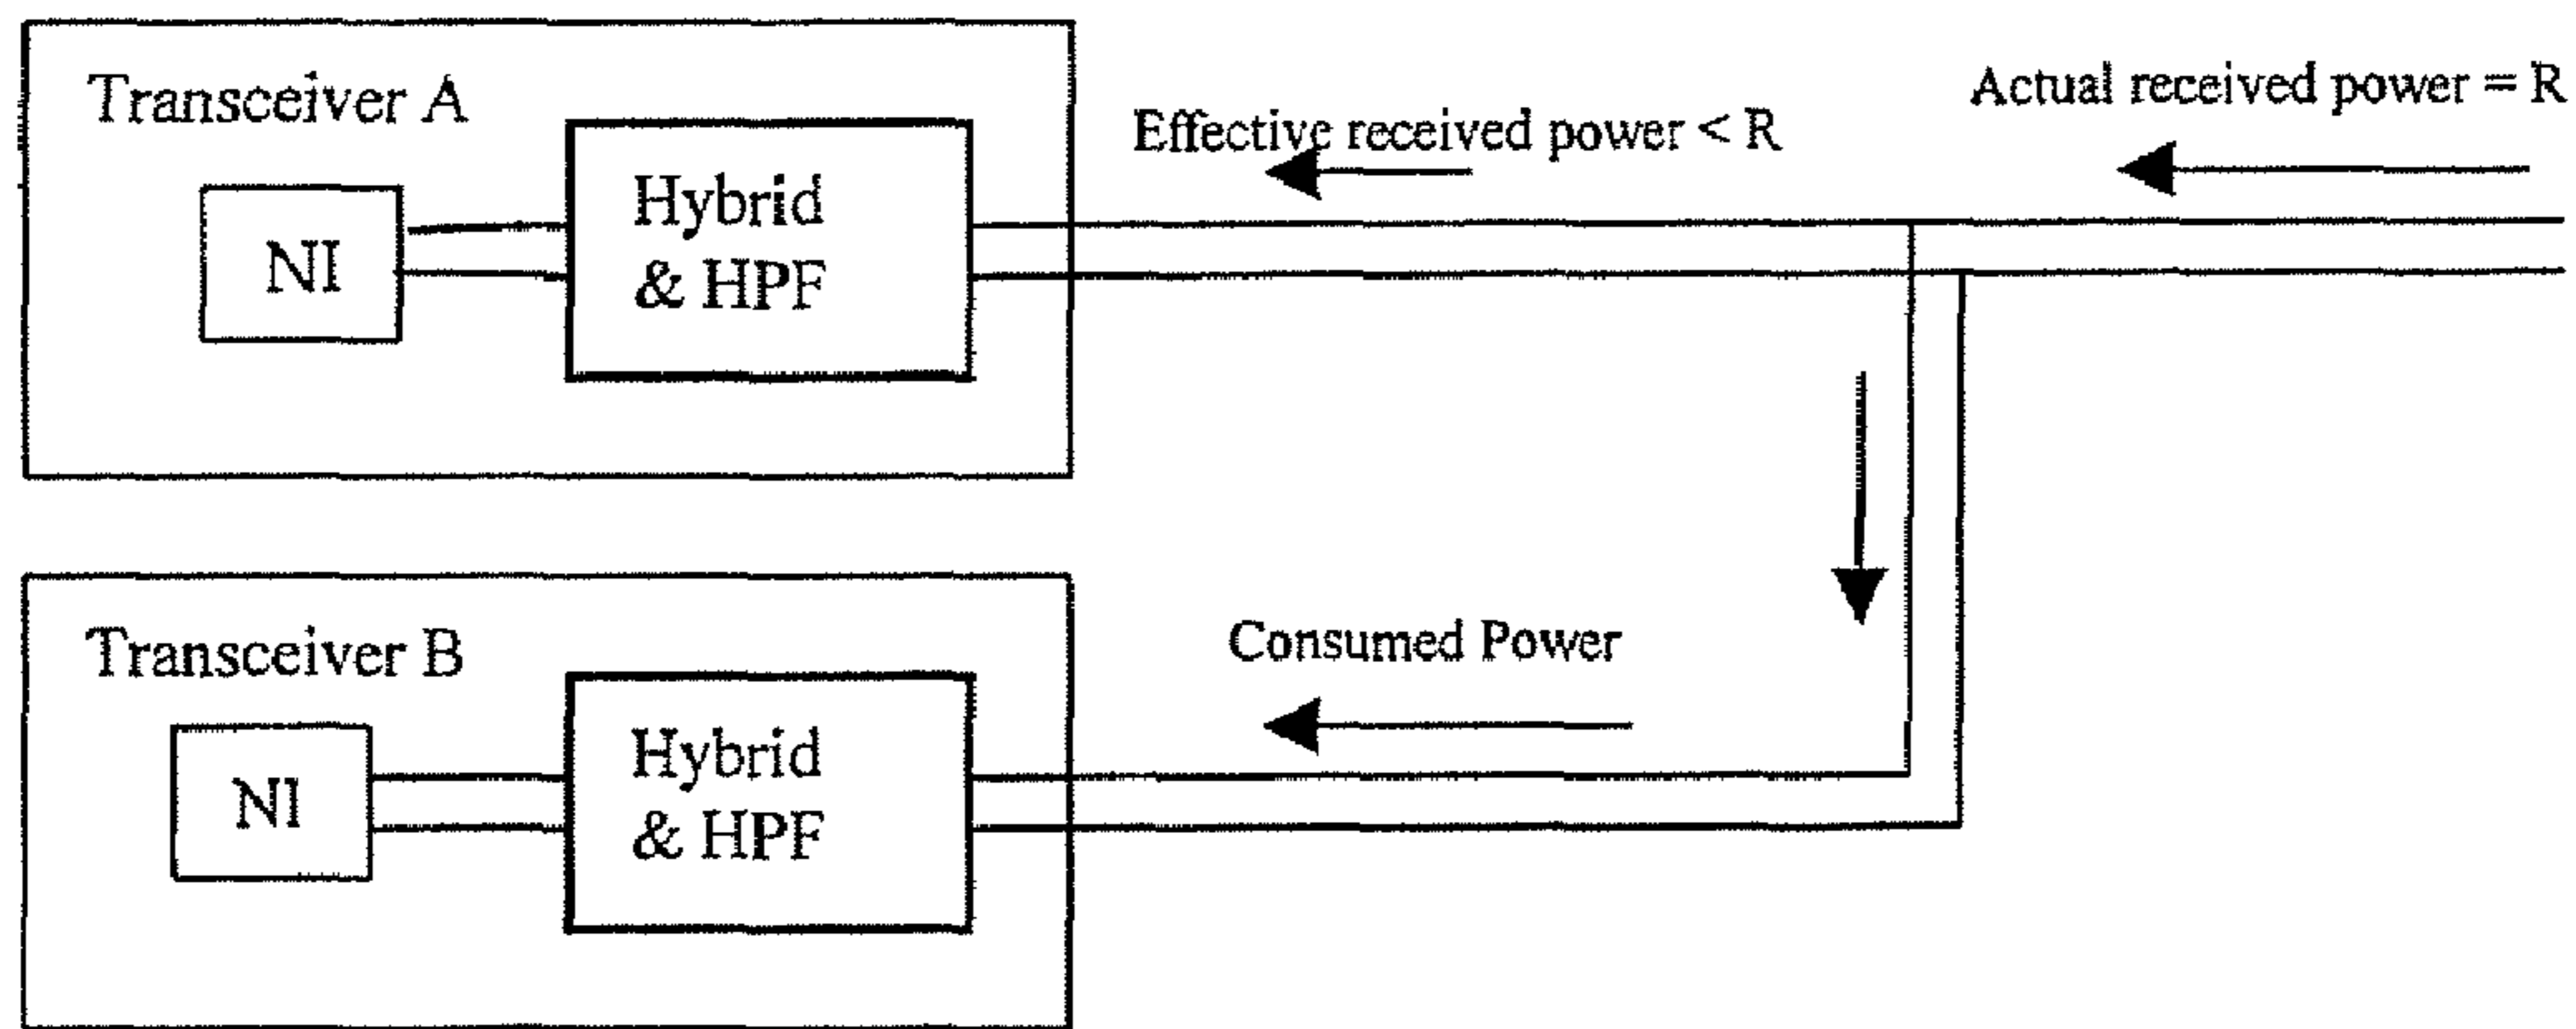 Transceiver A
NI
Hybrid
& HPF
Effective received power < R
Actual received power = R
Transceiver B
NI
Hybrid
& HPF
Consumed Power